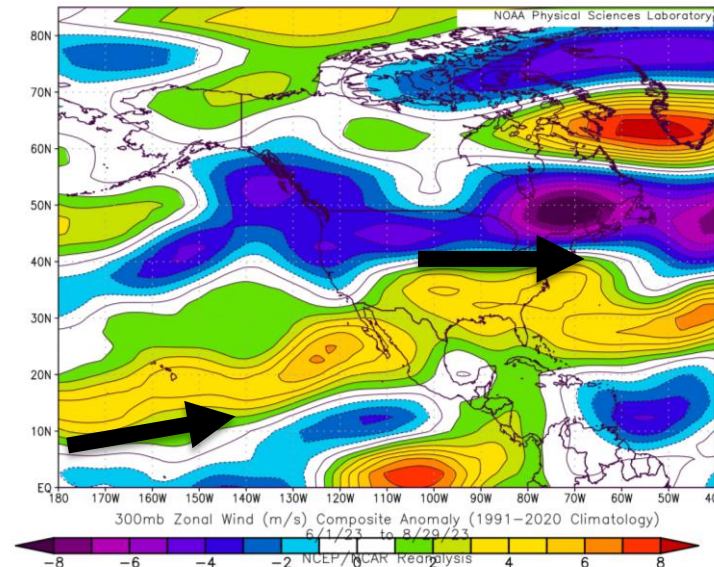 NOAA Physical Sciences Laboratory
80N
70N
60N
50N
40N
30N
20N
10N
EQ
180 170W 160W 150W 140W 130W 120W 110W 100W 90W 80W 70W 60W 50W 40
300mb Zonal Wind (m/s) Composite Anomaly (1991-2020 Climatology)
6/1/23 to 8/29/23
-8 -6 -4 -2 0 2 4 6 8
NCEP/NCAR Reanalysis